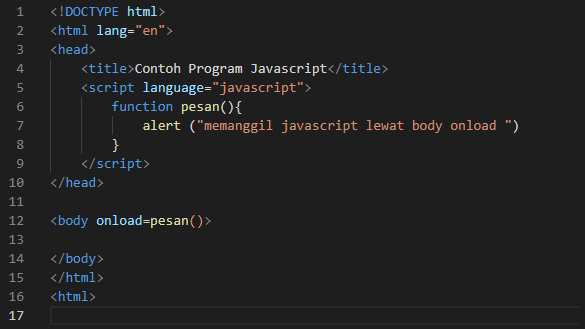 1 <!DOCTYPE html>
2 <html lang="en">
3 <head>
4     <title>Contoh Program Javascript</title>
5     <script language="javascript">
6         function pesan(){
7             alert ("memanggil javascript lewat body onload ")
8         }
9     </script>
10 </head>
11
12 <body onload=pesan()>
13
14 </body>
15 </html>
16 <html>
17